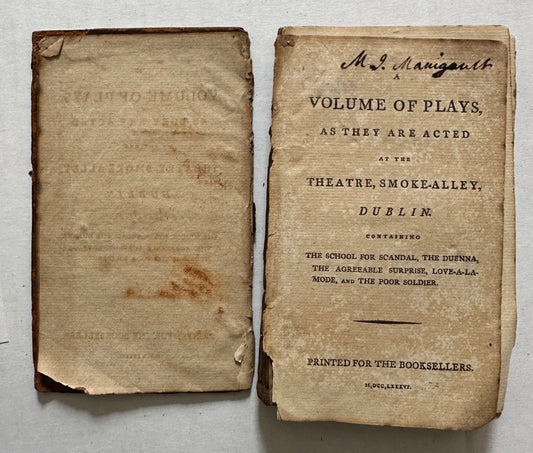 M. I. Manigault
A
VOLUME OF PLAYS,
AS THEY ARE ACTED
AT THE
THEATRE, SMOKE-ALLEY,
DUBLIN.
CONTAINING
THE SCHOOL FOR SCANDAL, THE DUENNA,
THE AGREEABLE SURPRISE, LOVE-A-LA-
MODE, AND THE POOR SOLDIER.
PRINTED FOR THE BOOKSELLERS.
M,DCC,LXXXVI.